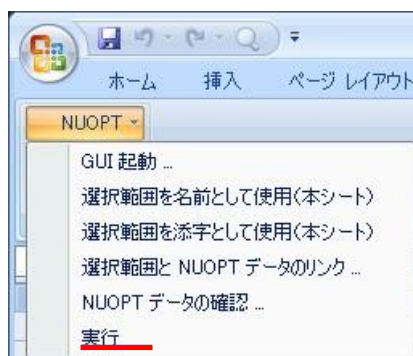 ホーム 挿入 ページ レイアウト
NUOPT
GUI 起動 ...
選択範囲を名前として使用(本シート)
選択範囲を添字として使用(本シート)
選択範囲と NUOPT データのリンク ...
NUOPT データの確認 ...
実行